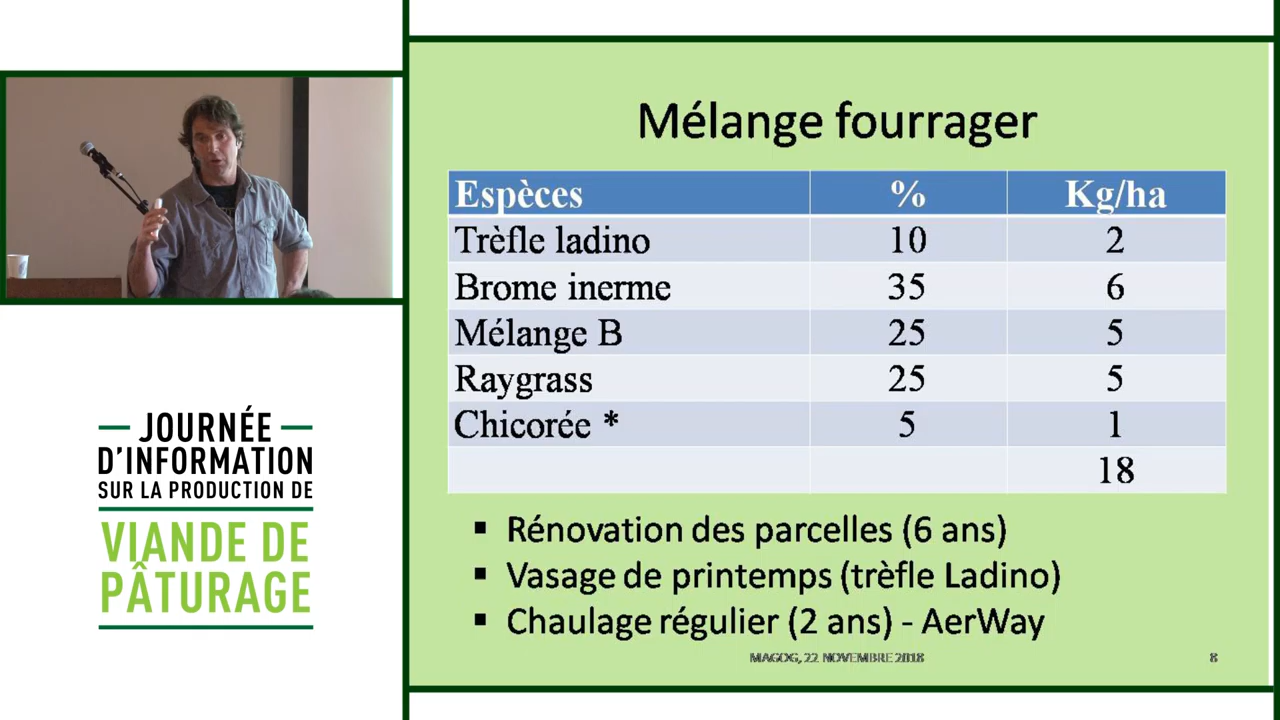 Mélange fourrager
Espèces % Kg/ha
Trèfle ladino 10 2
Brome inerme 35 6
Mélange B 25 5
Raygrass 25 5
Chicorée * 5 1
18
▪ Rénovation des parcelles (6 ans)
▪ Vasage de printemps (trèfle Ladino)
▪ Chaulage régulier (2 ans) - AerWay
MAGOG, 22 NOVEMBRE 2018 8
JOURNÉE
D'INFORMATION
SUR LA PRODUCTION DE
VIANDE DE
PÂTURAGE